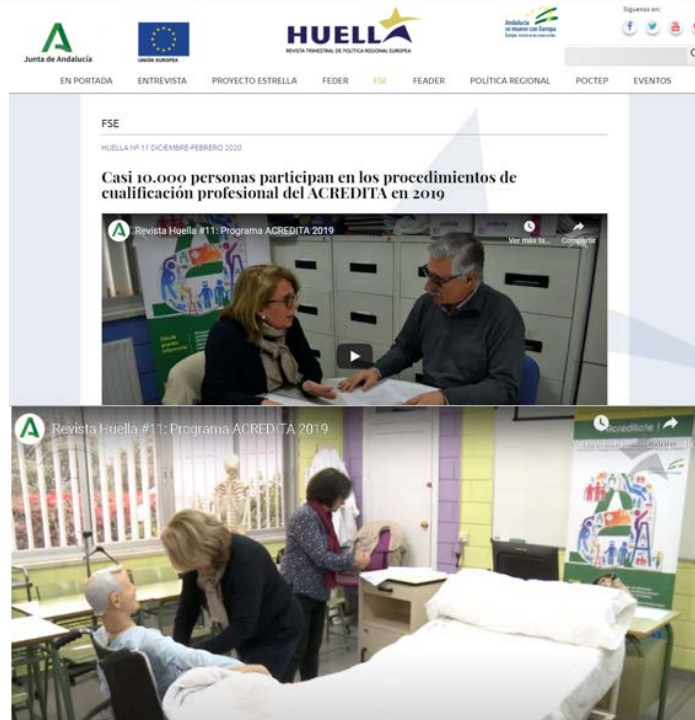 Síguenos en:
Junta de Andalucía
UNIÓN EUROPEA
HUELLA
REVISTA TRIMESTRAL DE POLÍTICA REGIONAL EUROPEA
Andalucía
se mueve con Europa
EN PORTADA ENTREVISTA PROYECTO ESTRELLA FEDER FSE FEADER POLÍTICA REGIONAL POCTEP EVENTOS
FSE
HUELLA Nº 11 DICIEMBRE-FEBRERO 2020
Casi 10.000 personas participan en los procedimientos de
cualificación profesional del ACREDITA en 2019
Revista Huella #11: Programa ACREDITA 2019
Ver más ta... Compartir
Revista Huella #11: Programa ACREDITA 2019
Acredítate
Compartir